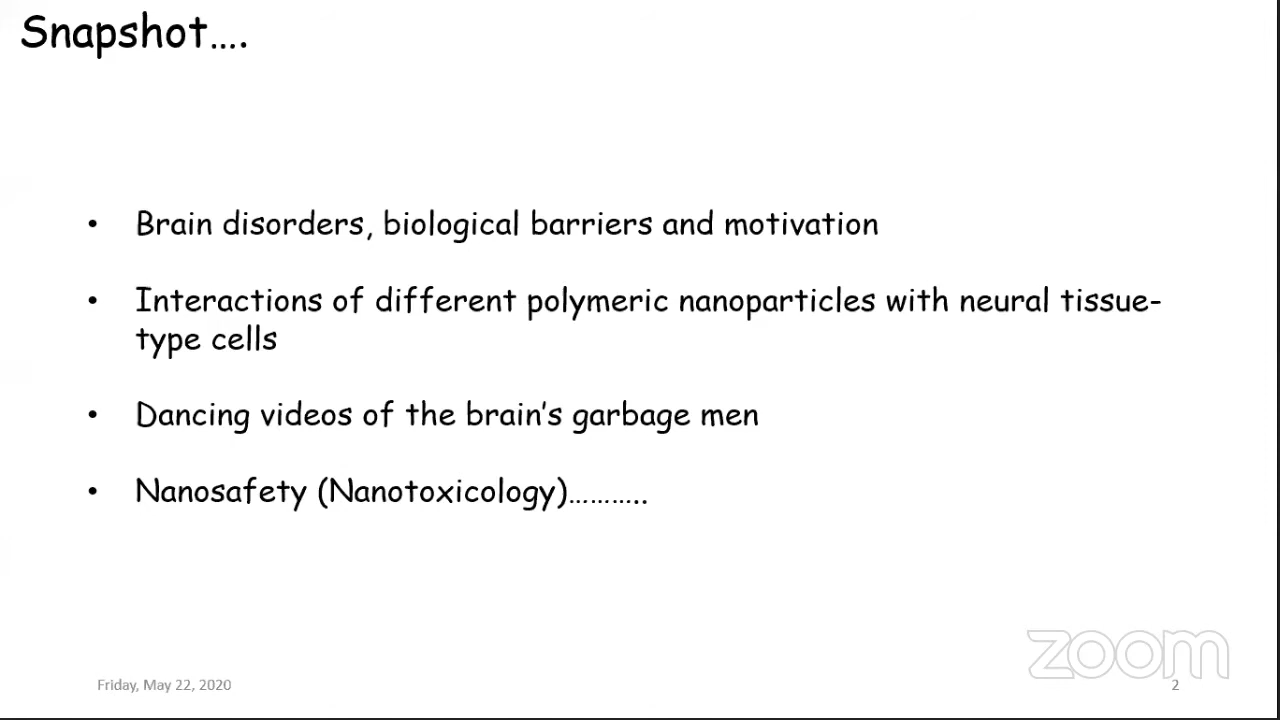 Snapshot....
• Brain disorders, biological barriers and motivation
• Interactions of different polymeric nanoparticles with neural tissue-
type cells
• Dancing videos of the brain's garbage men
• Nanosafety (Nanotoxicology)………..
zoom
Friday, May 22, 2020
2